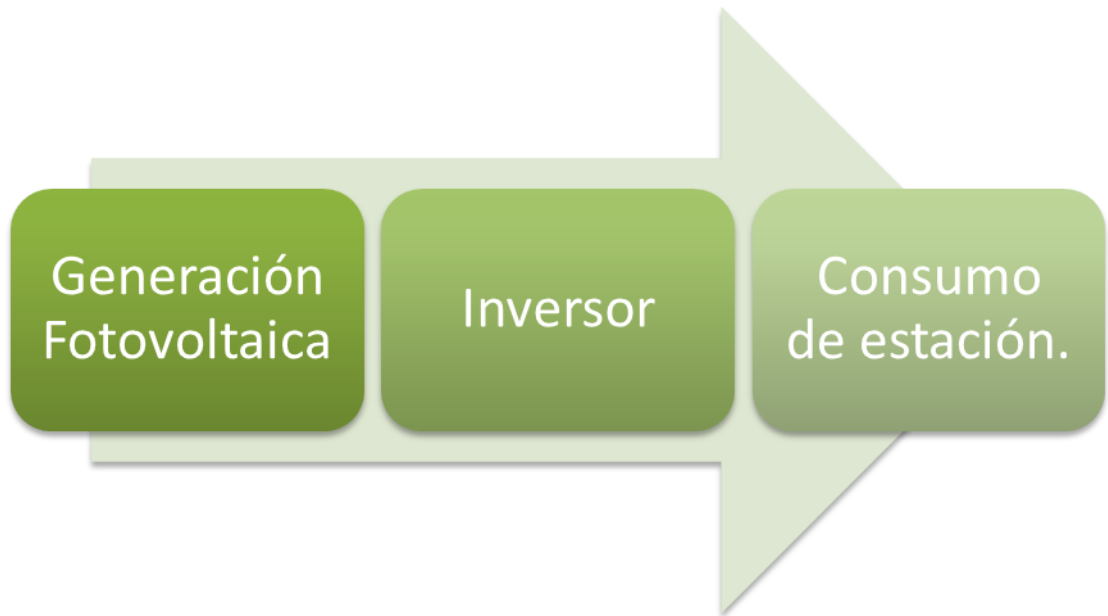 Generación
Fotovoltaica
Inversor
Consumo
de estación.